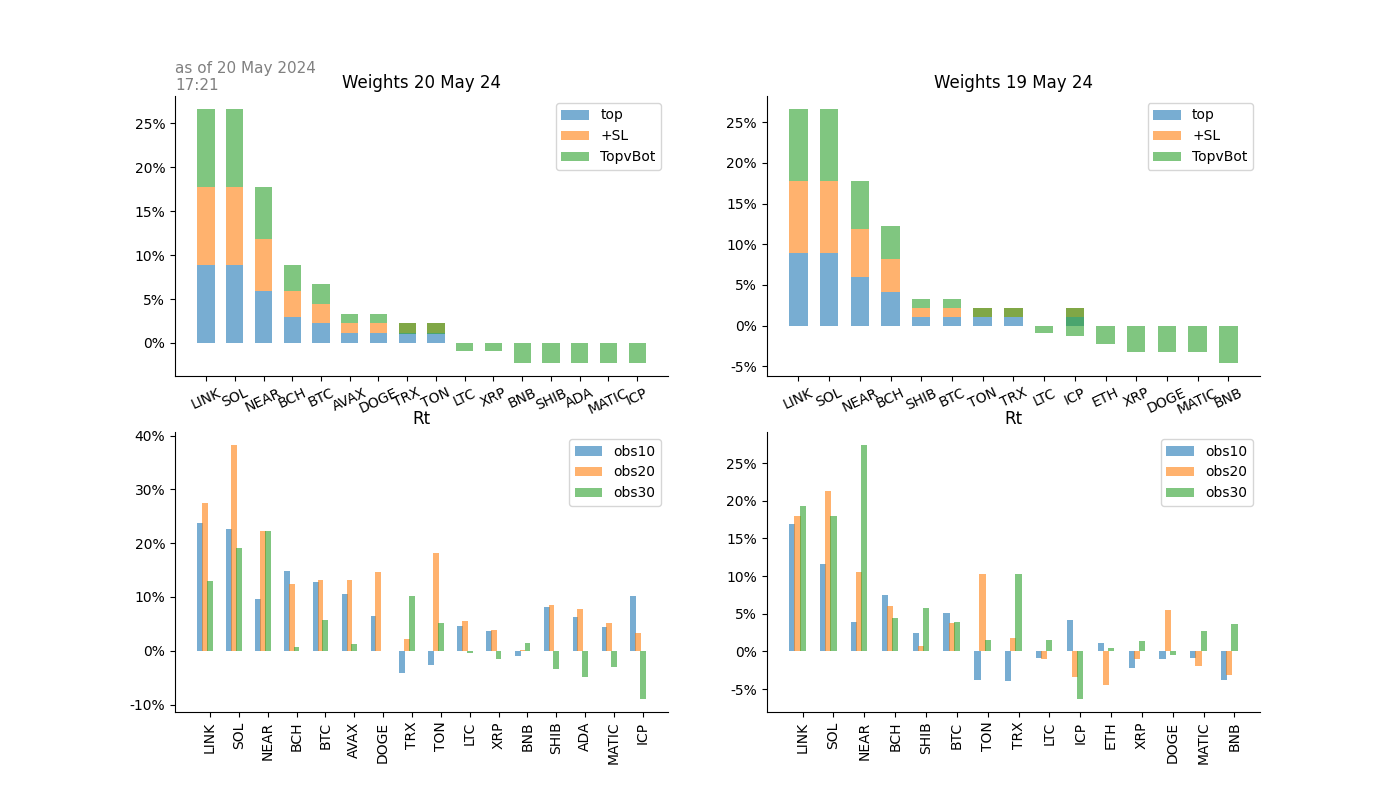 as of 20 May 2024
17:21
Weights 20 May 24
25%
20%
15%
10%
5%
0%
top
+SL
TopvBot
LINK SOL NEAR BCH BTC AVAX DOGE TRX TON LTC XRP BNB SHIB ADA MATIC ICP
Weights 19 May 24
25%
20%
15%
10%
5%
0%
-5%
top
+SL
TopvBot
LINK SOL NEAR BCH SHIB BTC TON TRX LTC ICP ETH XRP DOGE MATIC BNB
Rt
40%
30%
20%
10%
0%
-10%
obs10
obs20
obs30
LINK SOL NEAR BCH BTC AVAX DOGE TRX TON LTC XRP BNB SHIB ADA MATIC ICP
Rt
25%
20%
15%
10%
5%
0%
-5%
obs10
obs20
obs30
LINK SOL NEAR BCH SHIB BTC TON TRX LTC ICP ETH XRP DOGE MATIC BNB